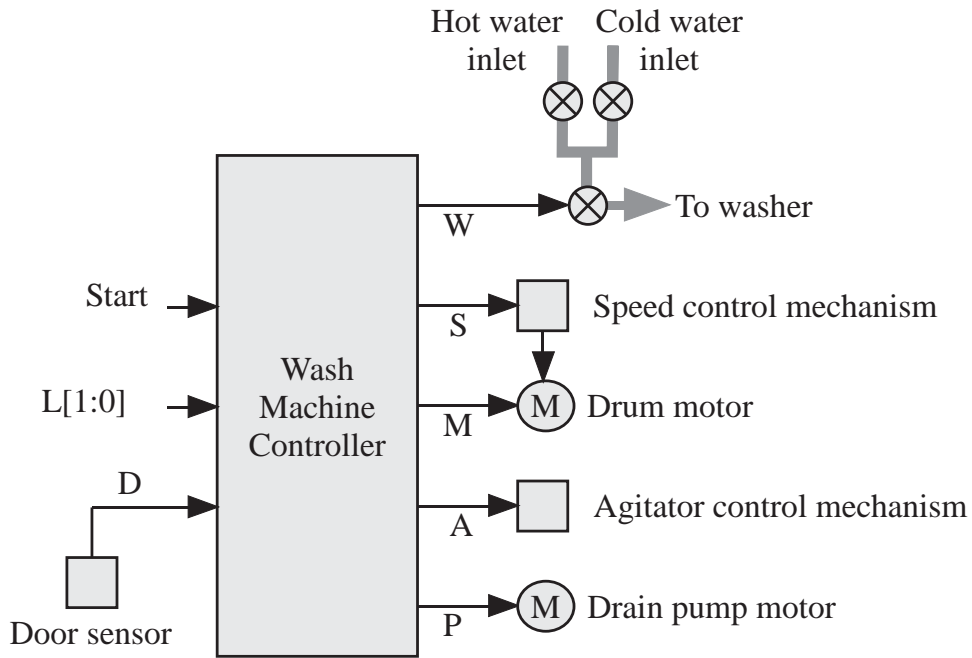 Hot water
inlet
Cold water
inlet
W
To washer
Start
S
Speed control mechanism
L[1:0]
Wash
Machine
Controller
M
M
Drum motor
D
A
Agitator control mechanism
Door sensor
P
M
Drain pump motor